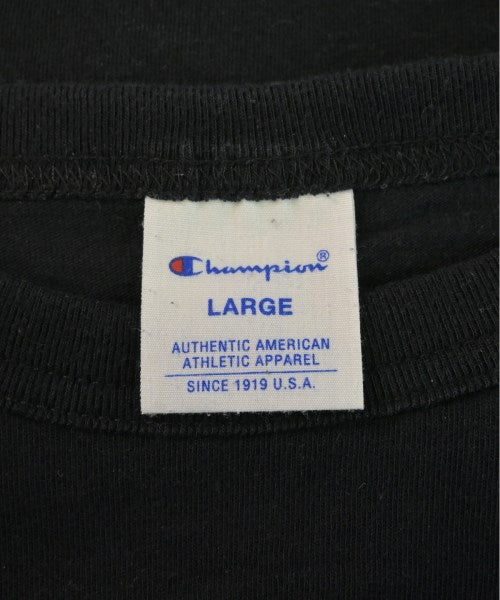 Champion®
LARGE
AUTHENTIC AMERICAN
ATHLETIC APPAREL
SINCE 1919 U.S.A.